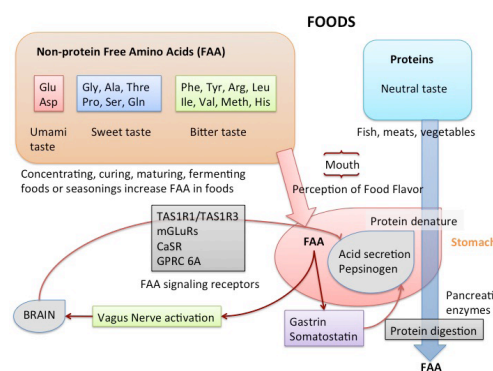 FOODS
Non-protein Free Amino Acids (FAA)
Glu
Asp
Gly, Ala, Thre
Pro, Ser, Gln
Phe, Tyr, Arg, Leu
Ile, Val, Meth, His
Umami
taste
Sweet taste
Bitter taste
Proteins
Neutral taste
Fish, meats, vegetables
Concentrating, curing, maturing, fermenting
foods or seasonings increase FAA in foods
Mouth
Perception of Food Flavor
TAS1R1/TAS1R3
mGLuRs
CaSR
GPRC 6A
FAA signaling receptors
Protein denature
FAA
Acid secretion
Pepsinogen
Stomach
BRAIN
Vagus Nerve activation
Gastrin
Somatostatin
Pancreati
enzymes
Protein digestion
FAA